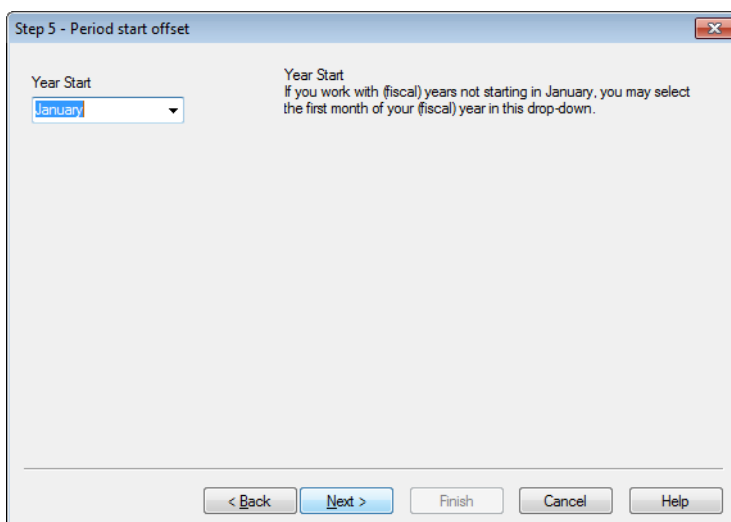 Step 5 - Period start offset
Year Start
January
Year Start
If you work with (fiscal) years not starting in January, you may select
the first month of your (fiscal) year in this drop-down.
< Back
Next >
Finish
Cancel
Help